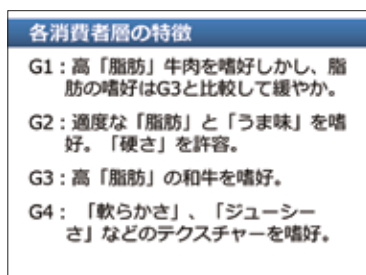 各消費者層の特徴
G1：高「脂肪」牛肉を嗜好しかし、脂
肪の嗜好はG3と比較して緩やか。
G2：適度な「脂肪」と「うま味」を嗜
好。「硬さ」を許容。
G3：高「脂肪」の和牛を嗜好。
G4： 「軟らかさ」、「ジューシー
さ」などのテクスチャーを嗜好。